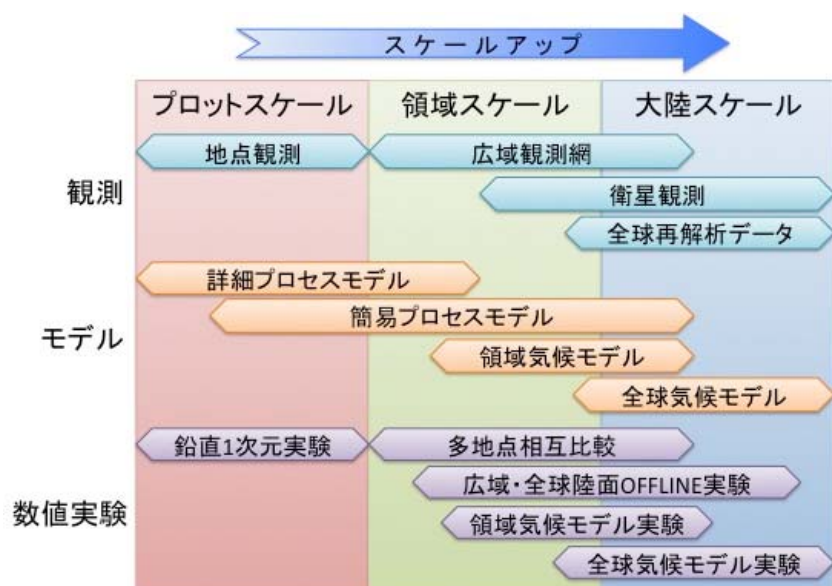 スケールアップ
プロットスケール 領域スケール 大陸スケール
観測
地点観測 広域観測網
衛星観測
全球再解析データ
モデル
詳細プロセスモデル
簡易プロセスモデル
領域気候モデル
全球気候モデル
数値実験
鉛直1次元実験 多地点相互比較
広域・全球陸面OFFLINE実験
領域気候モデル実験
全球気候モデル実験